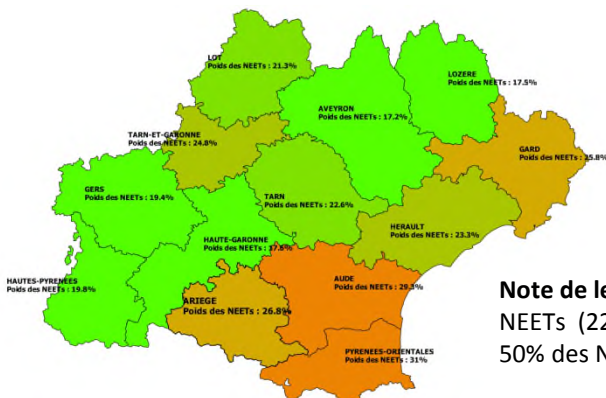 LOT
Poids des NEETs : 21.3%
LOZERE
Poids des NEETs : 17.5%
AVEYRON
Poids des NEETs : 17.2%
TARN-ET-GARONNE
Poids des NEETs : 24.8%
GARD
Poids des NEETs : 25.8%
GERS
Poids des NEETs : 19.4%
TARN
Poids des NEETs : 22.6%
HERAULT
Poids des NEETs : 23.3%
HAUTE-GARONNE
Poids des NEETs :
HAUTES-PYRENEES
Poids des NEETs : 19.8%
AUDE
Poids des NEETs : 29.3%
ARIEGE
Poids des NEETs : 26.8%
PYRENEES-ORIENTALES
Poids des NEETs : 31%
Note de le
NEETs (22
50% des N